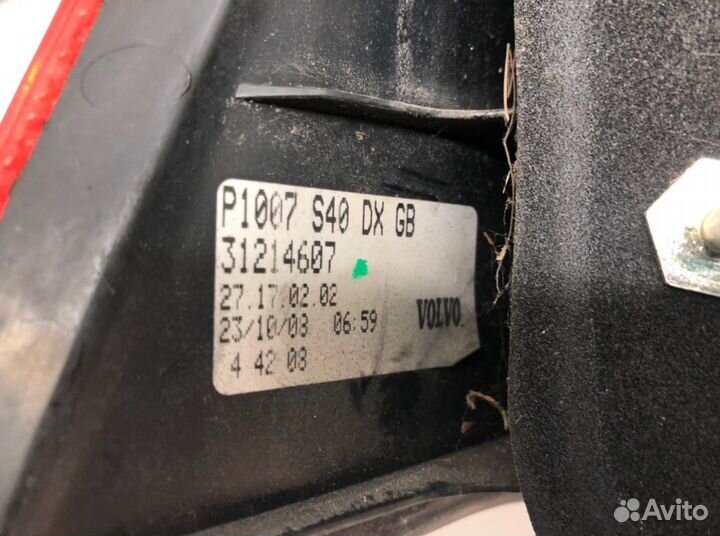 P1007 S40 DX GB
31214607
27.17.02.02
23/10/08 06:59
VOLVO
4 42 08
Avito